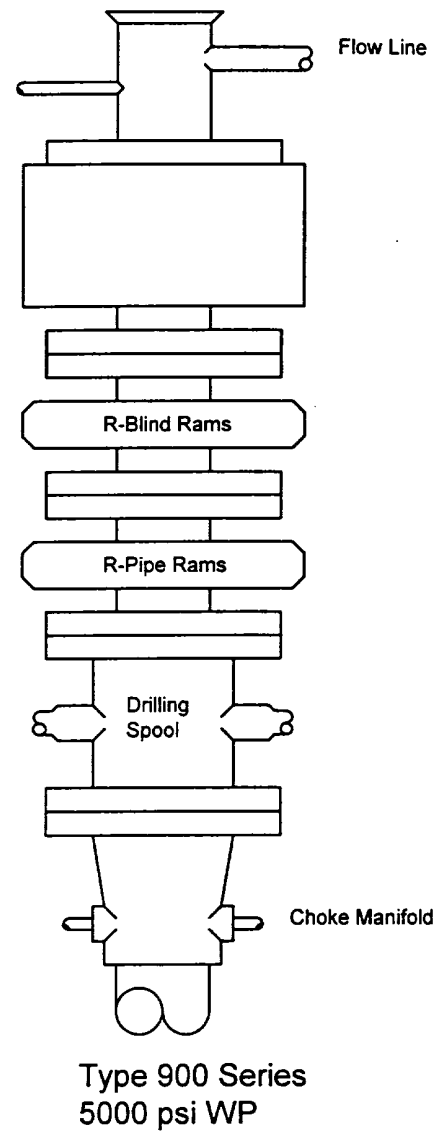 Flow Line
R-Blind Rams
R-Pipe Rams
Drilling
Spool
Choke Manifold
Type 900 Series
5000 psi WP